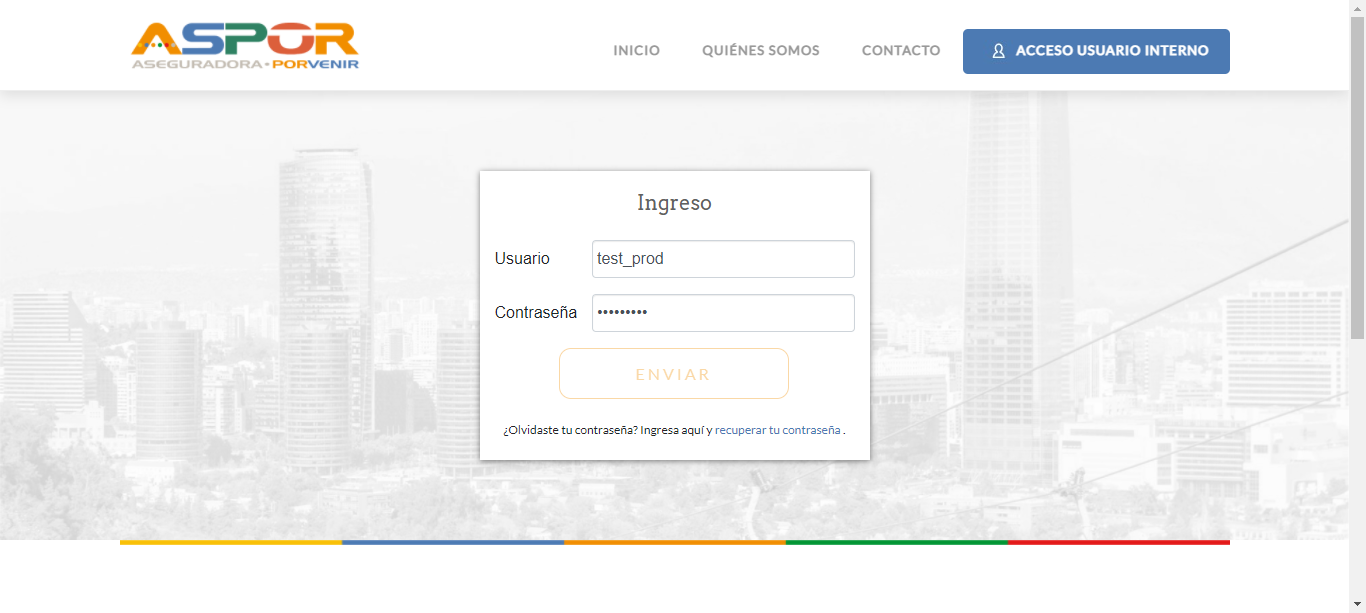 ASPOR
ASEGURADORA•PORVENIR
INICIO
QUIÉNES SOMOS
CONTACTO
ACCESO USUARIO INTERNO
Ingreso
Usuario
test_prod
Contraseña
•••••••••
ENVIAR
¿Olvidaste tu contraseña? Ingresa aquí y recuperar tu contraseña .